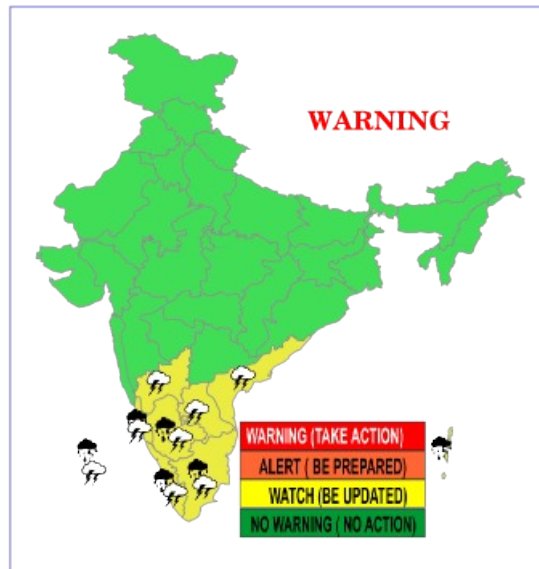 WARNING
WARNING (TAKE ACTION)
ALERT ( BE PREPARED)
WATCH (BE UPDATED)
NO WARNING ( NO ACTION)